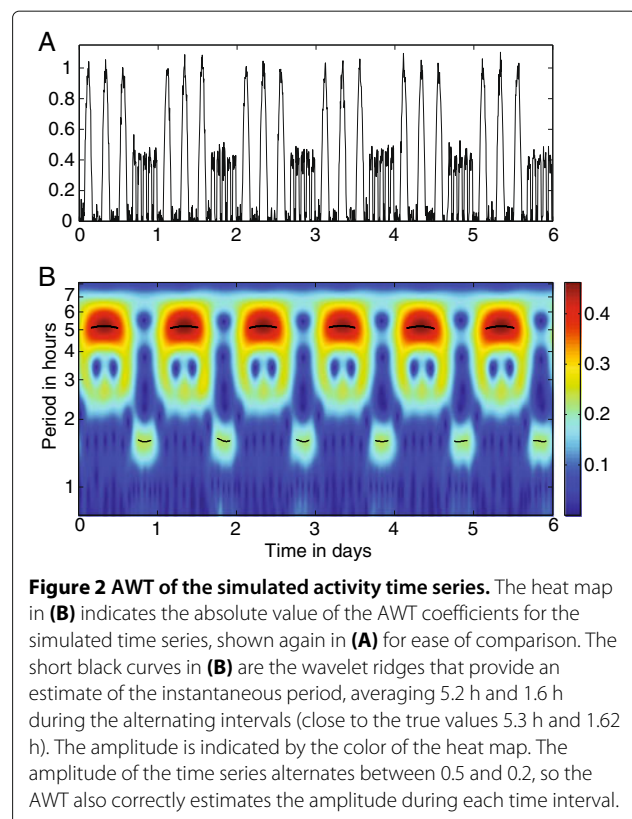 A
1
0.8
0.6
0.4
0.2
0
0 1 2 3 4 5 6
B
7
6
5
4
3
2
1
Period in hours
0 1 2 3 4 5 6
Time in days
0.4
0.3
0.2
0.1
Figure 2 AWT of the simulated activity time series. The heat map
in (B) indicates the absolute value of the AWT coefficients for the
simulated time series, shown again in (A) for ease of comparison. The
short black curves in (B) are the wavelet ridges that provide an
estimate of the instantaneous period, averaging 5.2 h and 1.6 h
during the alternating intervals (close to the true values 5.3 h and 1.62
h). The amplitude is indicated by the color of the heat map. The
amplitude of the time series alternates between 0.5 and 0.2, so the
AWT also correctly estimates the amplitude during each time interval.